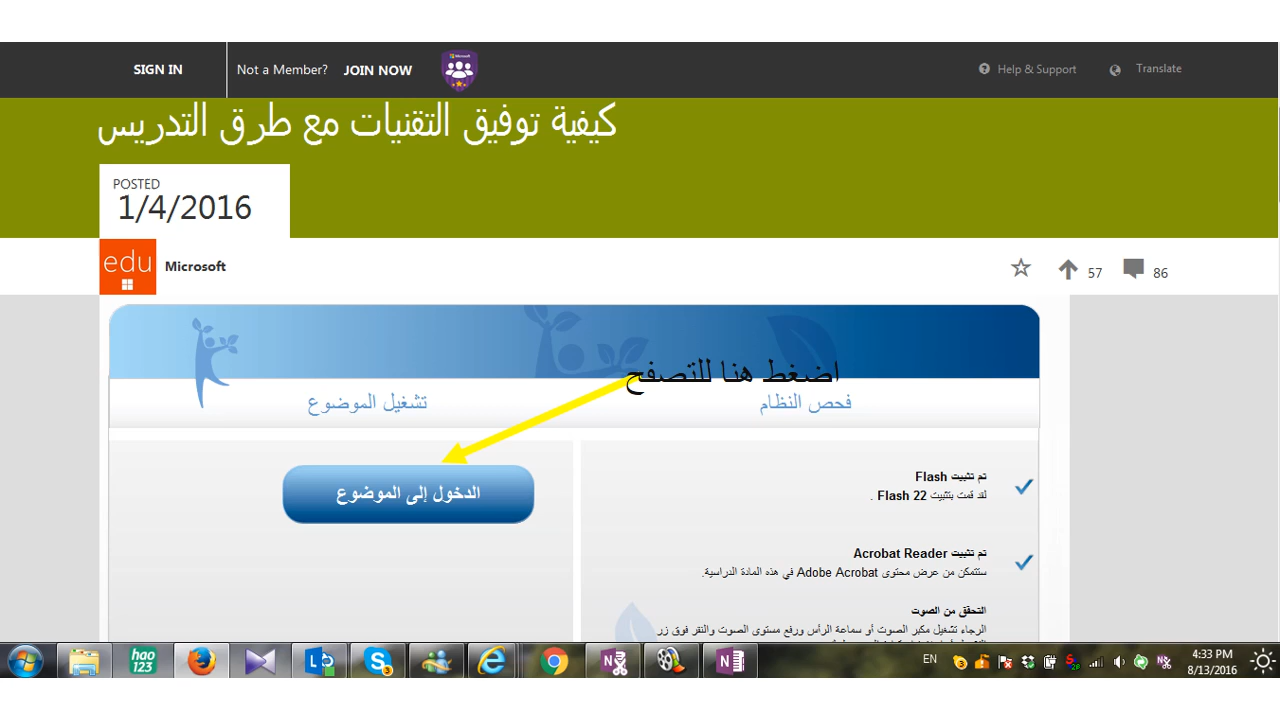 SIGN IN
Not a Member? JOIN NOW
Microsoft
Help & Support
Translate
كيفية توفيق التقنيات مع طرق التدريس
POSTED
1/4/2016
edu
Microsoft
57
86
اضغط هنا للتصفح
فحص النظام
تشغيل الموضوع
الدخول إلى الموضوع
تم تثبيت Flash
لقد قمت بتثبيت Flash 22 .
تم تثبيت Acrobat Reader
ستتمكن من عرض محتوى Adobe Acrobat في هذه المادة الدراسية.
التحقق من الصوت
الرجاء تشغيل مكبر الصوت أو سماعة الرأس ورفع مستوى الصوت والنقر فوق زر
hao
123
EN
4:33 PM
8/13/2016